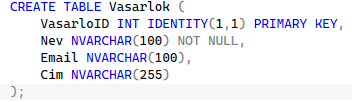 CREATE TABLE Vasarlok (
VasarloID INT IDENTITY(1,1) PRIMARY KEY,
Nev NVARCHAR(100) NOT NULL,
Email NVARCHAR(100),
Cim NVARCHAR(255)
);